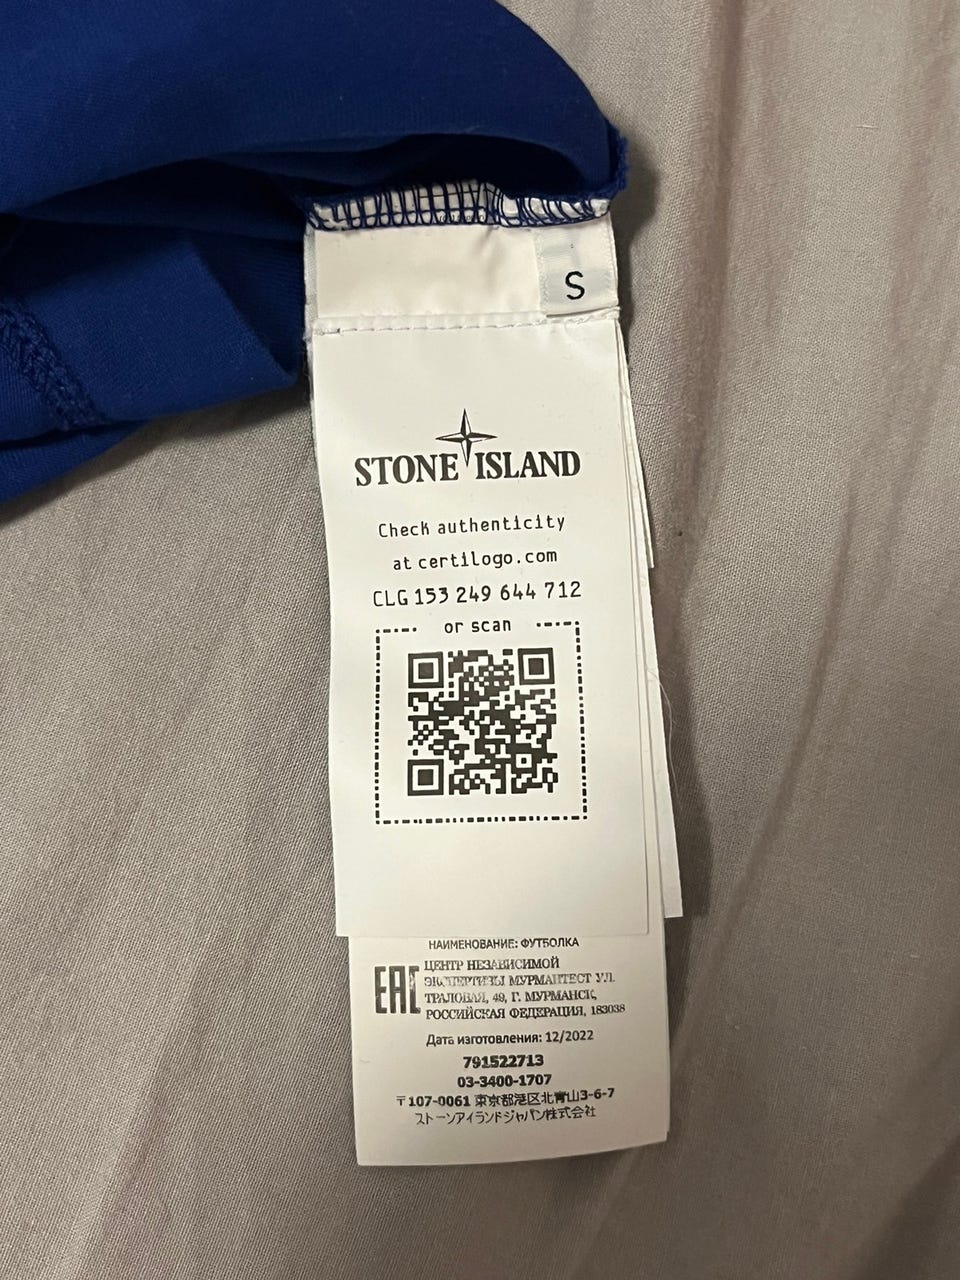 S
STONE ISLAND
Check authenticity
at certilogo.com
CLG 153 249 644 712
or scan
НАИМЕНОВАНИЕ: ФУТБОЛКА
EAC ЦЕНТР НЕЗАВИСИМОЙ
ЭКСПЕРТИЗЫ МУРМАНТЕСТ УЛ.
ТРАЛОВАЯ, 49, Г. МУРМАНСК,
РОССИЙСКАЯ ФЕДЕРАЦИЯ, 183038
Дата изготовления: 12/2022
791522713
03-3400-1707
〒107-0061 東京都港区北青山3-6-7
ストーンアイランドジャパン株式会社